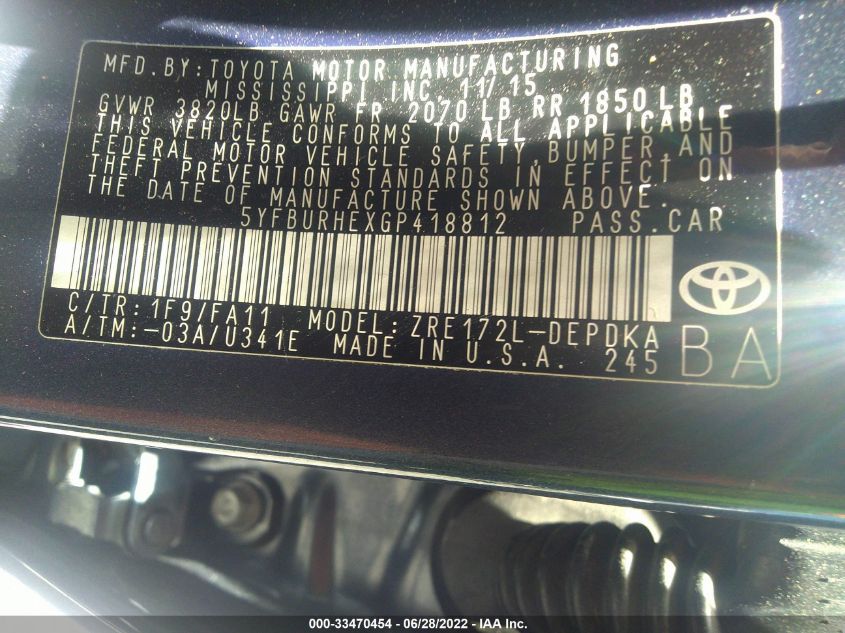 MFD.BY:TOYOTA MOTOR MANUFACTURING
MISSISSIPPI INC. 11/15
GVWR 3820LB GAWR FR 2070 LB RR 1850 LB
THIS VEHICLE CONFORMS TO ALL APPLICABLE
FEDERAL MOTOR VEHICLE SAFETY,BUMPER,AND
THEFT PREVENTION STANDARDS IN EFFECT ON
THE DATE OF MANUFACTURE SHOWN ABOVE.
5YFBURHEXGP418812 PASS.CAR
C/TR:1F9/FA11 MODEL:ZRE172L-DEPDKA
A/TM:-03A/U341E MADE IN U.S.A. 245
BA
000-33470454 - 06/28/2022 - IAA Inc.